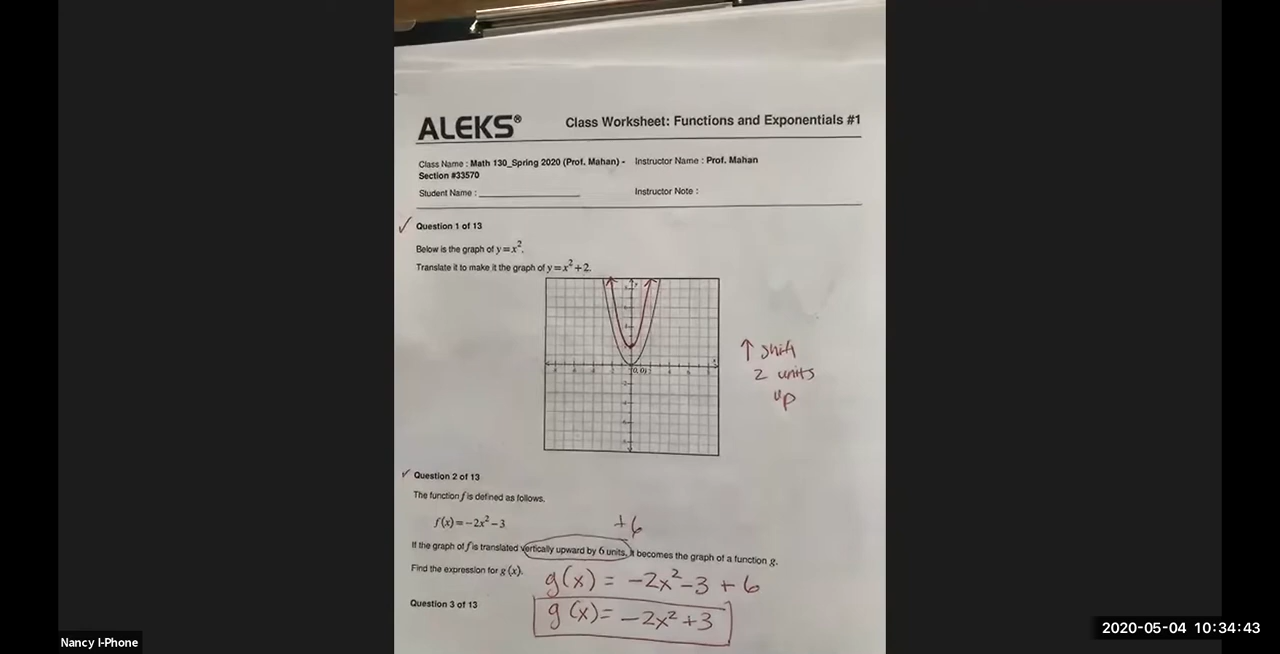 ALEKS® Class Worksheet: Functions and Exponentials #1
Class Name : Math 130_Spring 2020 (Prof. Mahan) - Instructor Name : Prof. Mahan
Section #33570
Student Name : Instructor Note :
✓ Question 1 of 13
Below is the graph of y = x².
Translate it to make it the graph of y = x² + 2.
y
x
(0, 0)
↑ shift
2 units
up
✓ Question 2 of 13
The function f is defined as follows.
f(x) = −2x² − 3
+6
If the graph of f is translated vertically upward by 6 units, it becomes the graph of a function g.
Find the expression for g (x).
g(x) = −2x² − 3 + 6
g(x) = −2x² + 3
Question 3 of 13
Nancy I-Phone
2020-05-04 10:34:43